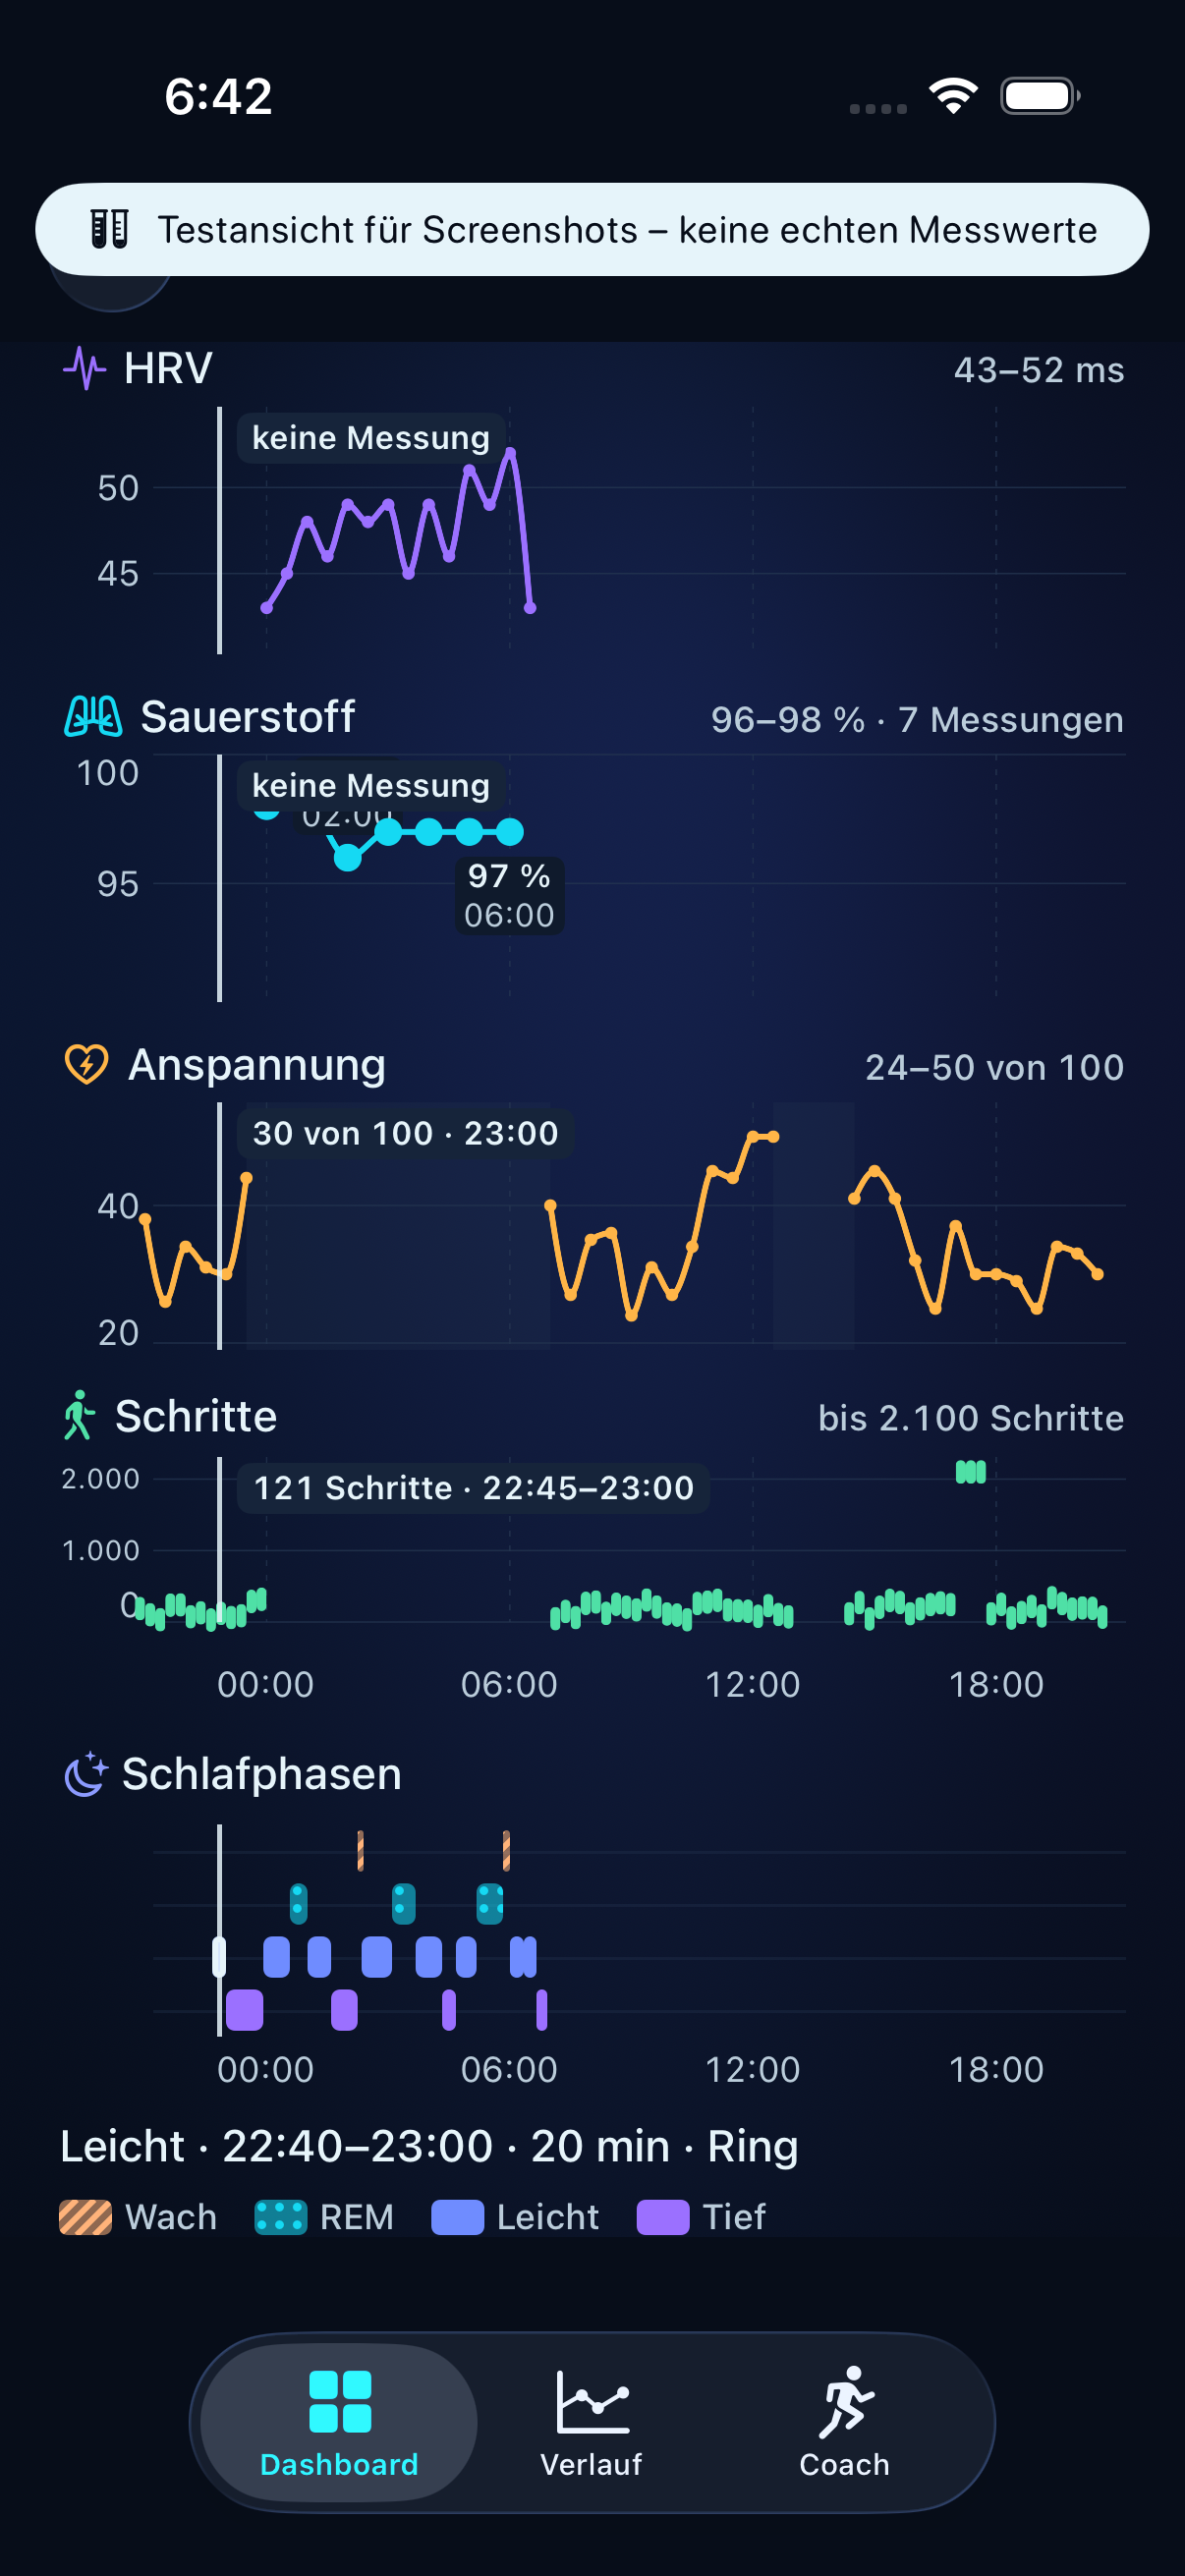 6:42
Testansicht für Screenshots – keine echten Messwerte
HRV
43–52 ms
keine Messung
50
45
Sauerstoff
96–98 % · 7 Messungen
100
keine Messung
02:00
95
97 %
06:00
Anspannung
24–50 von 100
30 von 100 · 23:00
40
20
Schritte
bis 2.100 Schritte
2.000
121 Schritte · 22:45–23:00
1.000
0
00:00 06:00 12:00 18:00
Schlafphasen
00:00 06:00 12:00 18:00
Leicht · 22:40–23:00 · 20 min · Ring
Wach REM Leicht Tief
Dashboard Verlauf Coach